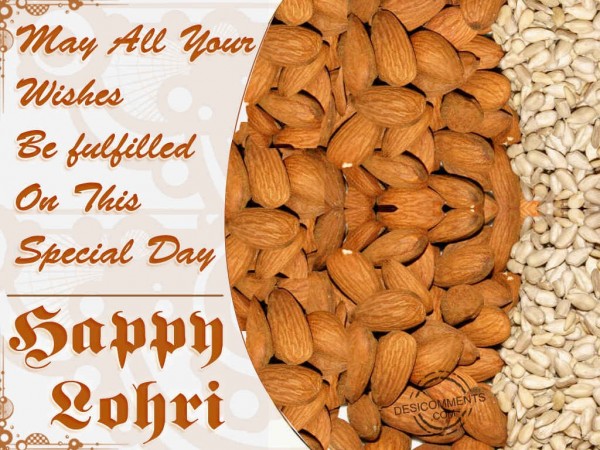 May All Your
Wishes
Be fulfilled
On This
Special Day
Happy
Lohri
DESICOMMENTS
.COM